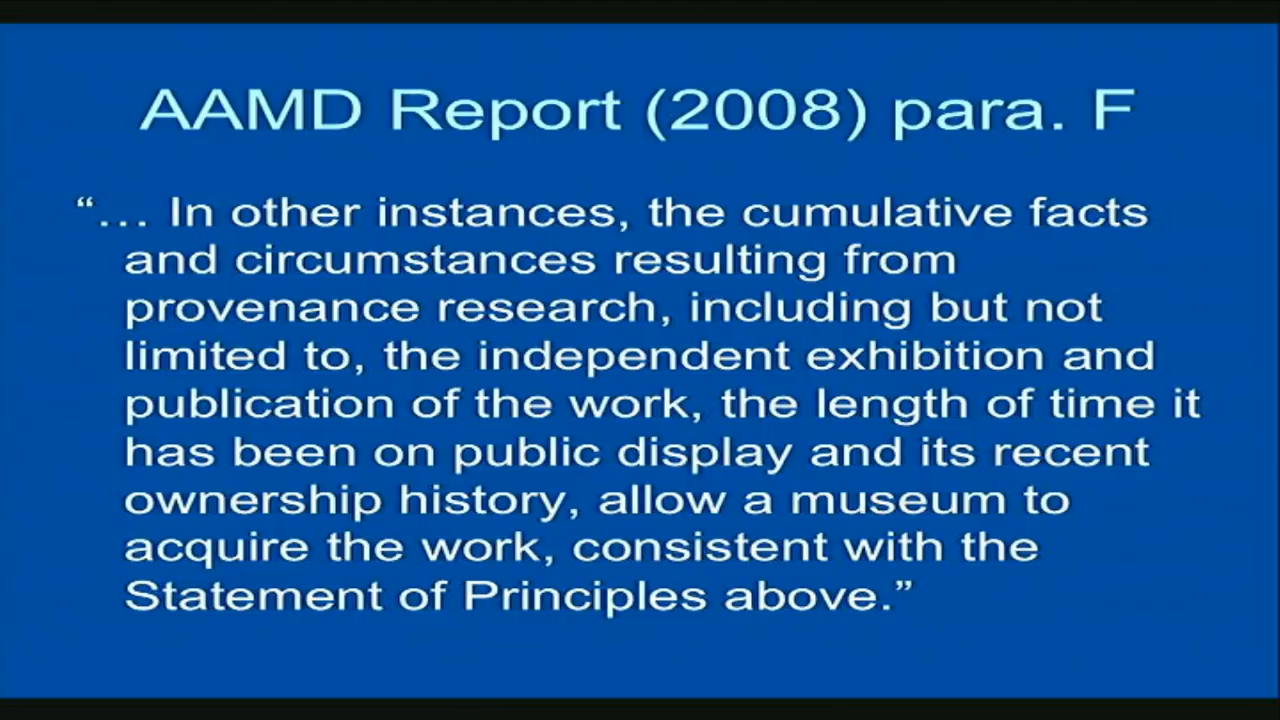 AAMD Report (2008) para. F
“… In other instances, the cumulative facts
and circumstances resulting from
provenance research, including but not
limited to, the independent exhibition and
publication of the work, the length of time it
has been on public display and its recent
ownership history, allow a museum to
acquire the work, consistent with the
Statement of Principles above.”